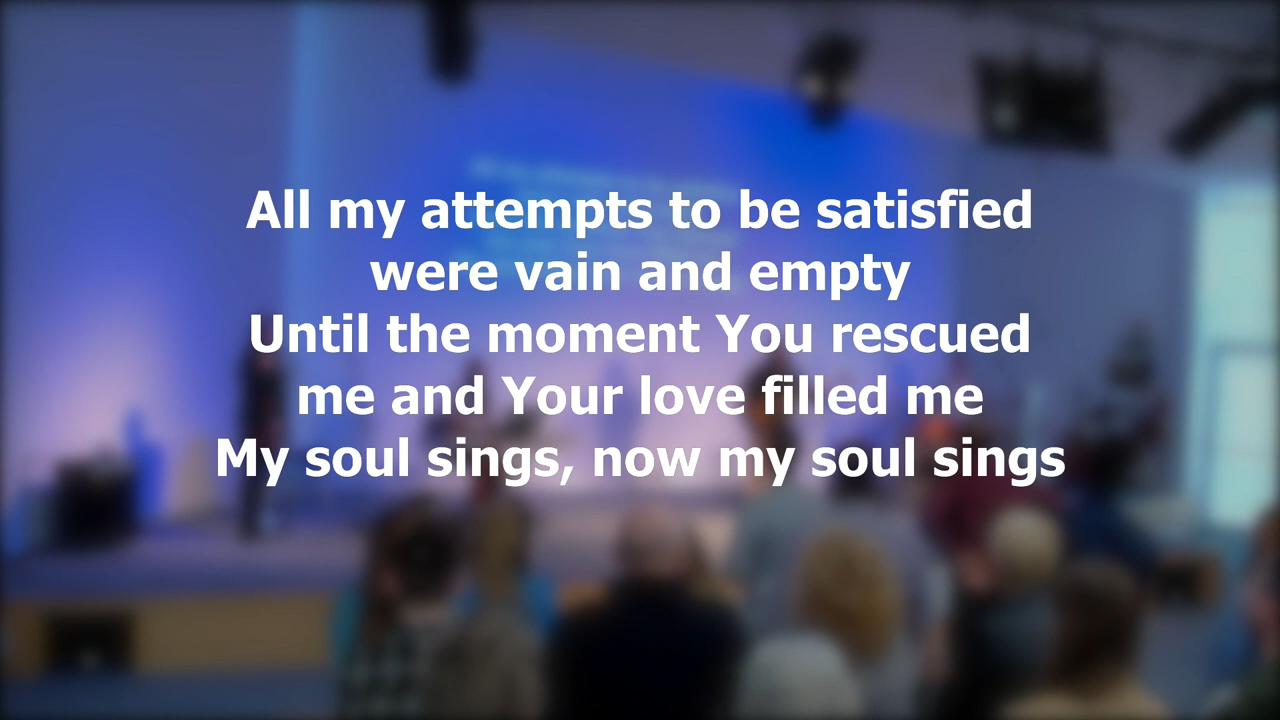 All my attempts to be satisfied
were vain and empty
Until the moment You rescued
me and Your love filled me
My soul sings, now my soul sings